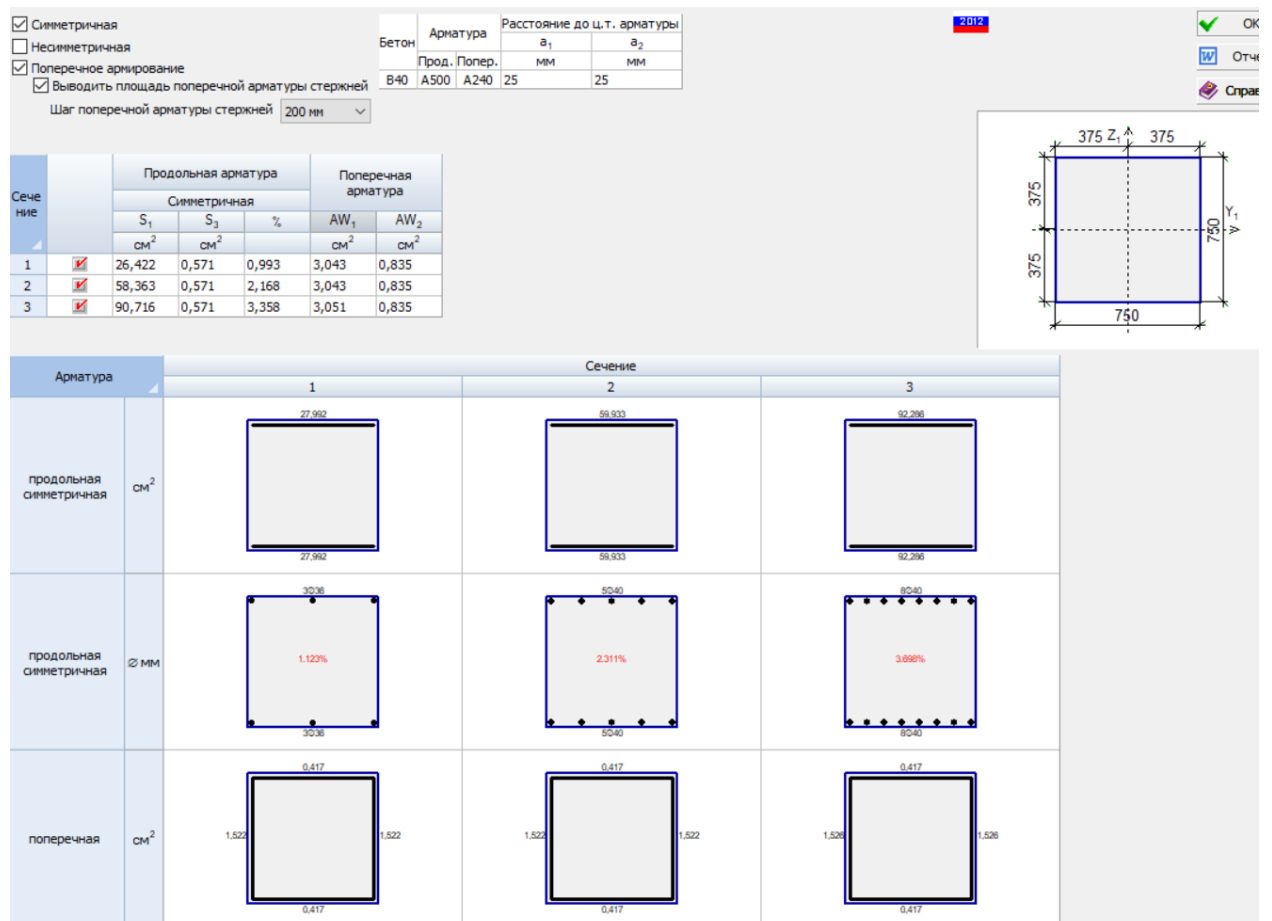 Симметричная
Несимметричная
Поперечное армирование
Выводить площадь поперечной арматуры стержней
Шаг поперечной арматуры стержней 200 мм
Бетон Арматура Расстояние до ц.т. арматуры
a₁ a₂
Прод. Попер. мм мм
B40 A500 A240 25 25
2012
OK
Отче
Справ
375 Z₁ 375
375
Y₁
750
375
750
Сече
ние
Продольная арматура Поперечная
арматура
Симметричная
S₁ S₃ % AW₁ AW₂
см² см² см² см²
1 26,422 0,571 0,993 3,043 0,835
2 58,363 0,571 2,168 3,043 0,835
3 90,716 0,571 3,358 3,051 0,835
Арматура Сечение
1 2 3
продольная
симметричная см²
27,992 59,933 92,286
27,992 59,933 92,286
продольная
симметричная ∅ мм
3∅36 5∅40 8∅40
1.123% 2.311% 3.698%
3∅36 5∅40 8∅40
поперечная см²
0,417 0,417 0,417
1,522 1,522 1,522 1,522 1,526 1,526
0,417 0,417 0,417